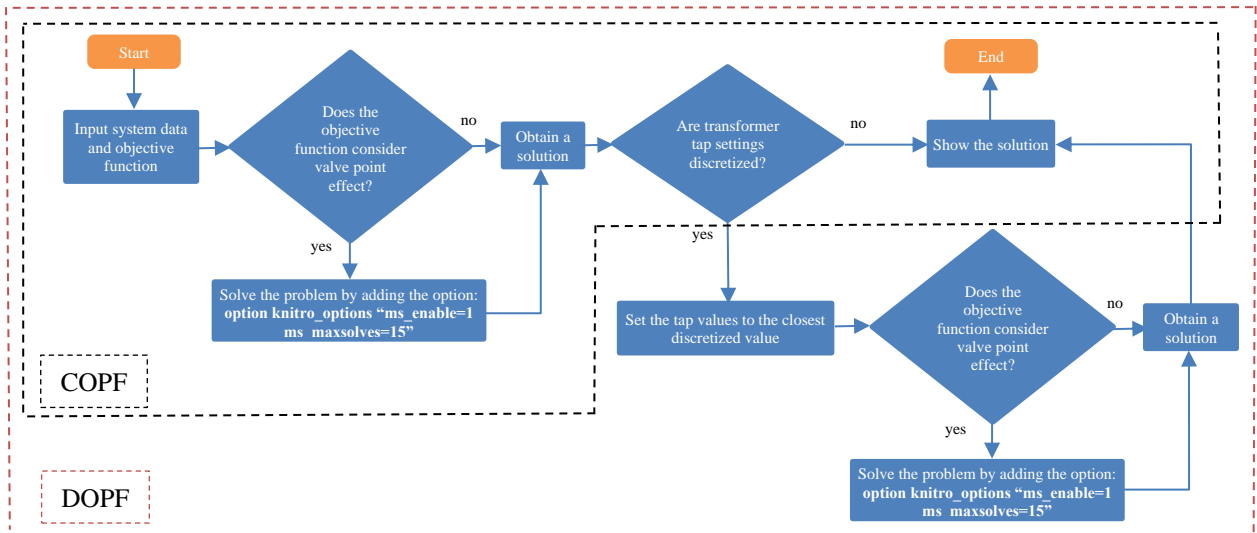 Start
Input system data
and objective
function
Does the
objective
function consider
valve point
effect?
no
yes
Solve the problem by adding the option:
option knitro_options “ms_enable=1
ms_maxsolves=15”
Obtain a
solution
Are transformer
tap settings
discretized?
no
yes
Show the solution
End
Set the tap values to the closest
discretized value
Does the
objective
function consider
valve point
effect?
no
yes
Solve the problem by adding the option:
option knitro_options “ms_enable=1
ms_maxsolves=15”
Obtain a
solution
COPF
DOPF